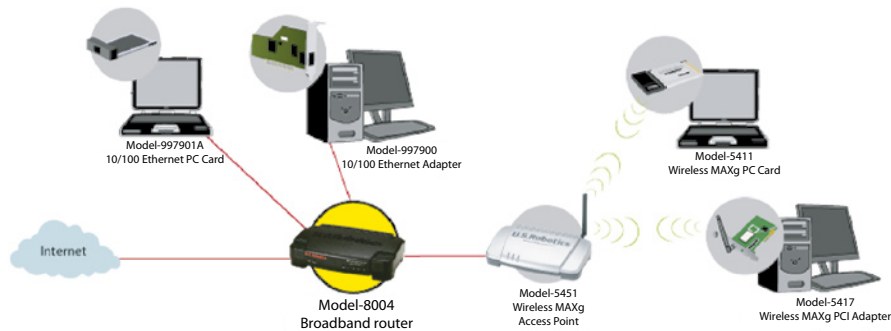 Model-997901A
10/100 Ethernet PC Card
Model-997900
10/100 Ethernet Adapter
Model-5411
Wireless MAXg PC Card
Internet
U.S. Robotics
Model-8004
Broadband router
Model-5451
Wireless MAXg
Access Point
Model-5417
Wireless MAXg PCI Adapter